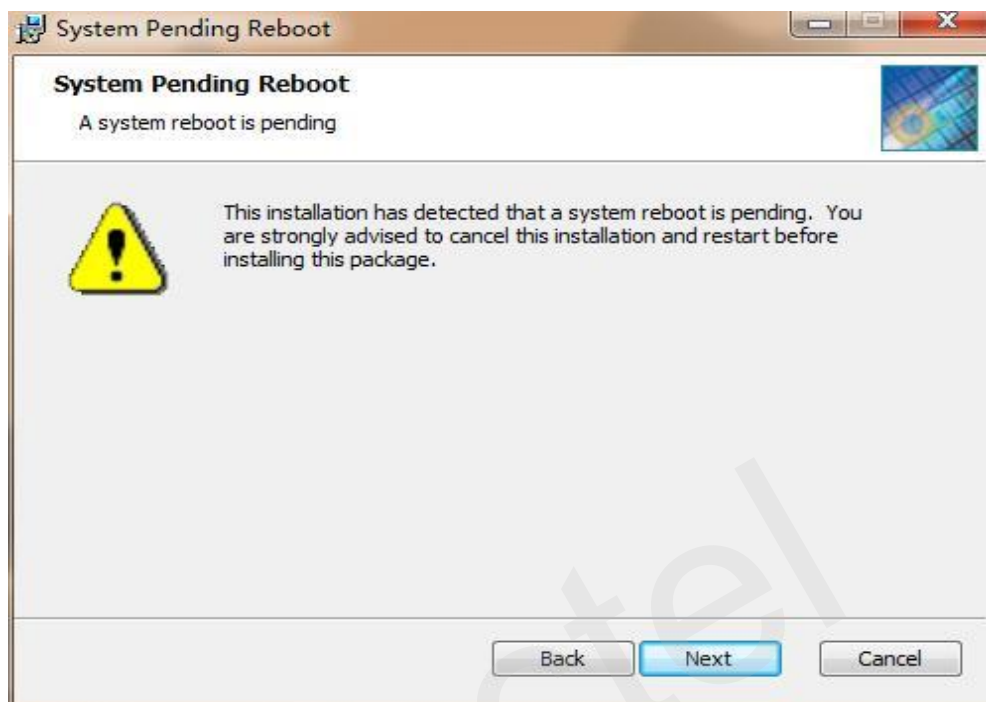 System Pending Reboot
System Pending Reboot
A system reboot is pending
This installation has detected that a system reboot is pending. You
are strongly advised to cancel this installation and restart before
installing this package.
Back Next Cancel